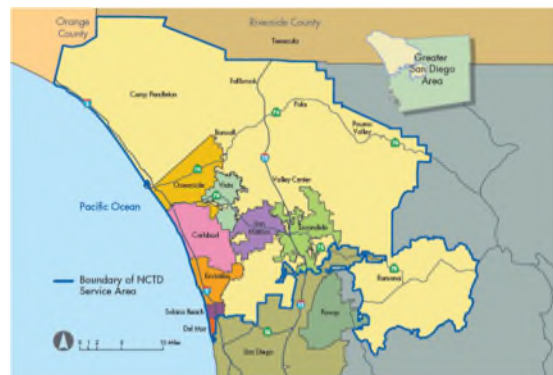 Orange
County
Riverside County
Temecula
Greater
San Diego
Area
Fallbrook
Camp Pendleton
Pala
Pauma
Valley
Bonsall
Oceanside
Vista
Valley Center
Pacific Ocean
Carlsbad
San
Marcos
Escondido
Encinitas
Ramona
Boundary of NCTD
Service Area
Solana Beach
Poway
Del Mar
San Diego